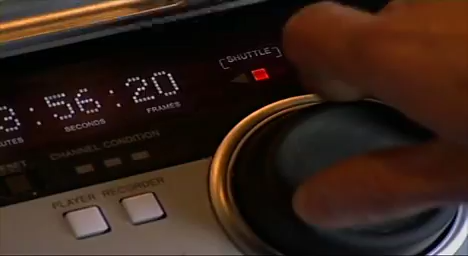 [SHUTTLE]
3:56:20
SECONDS
FRAMES
CHANNEL CONDITION
PLAYER RECORDER